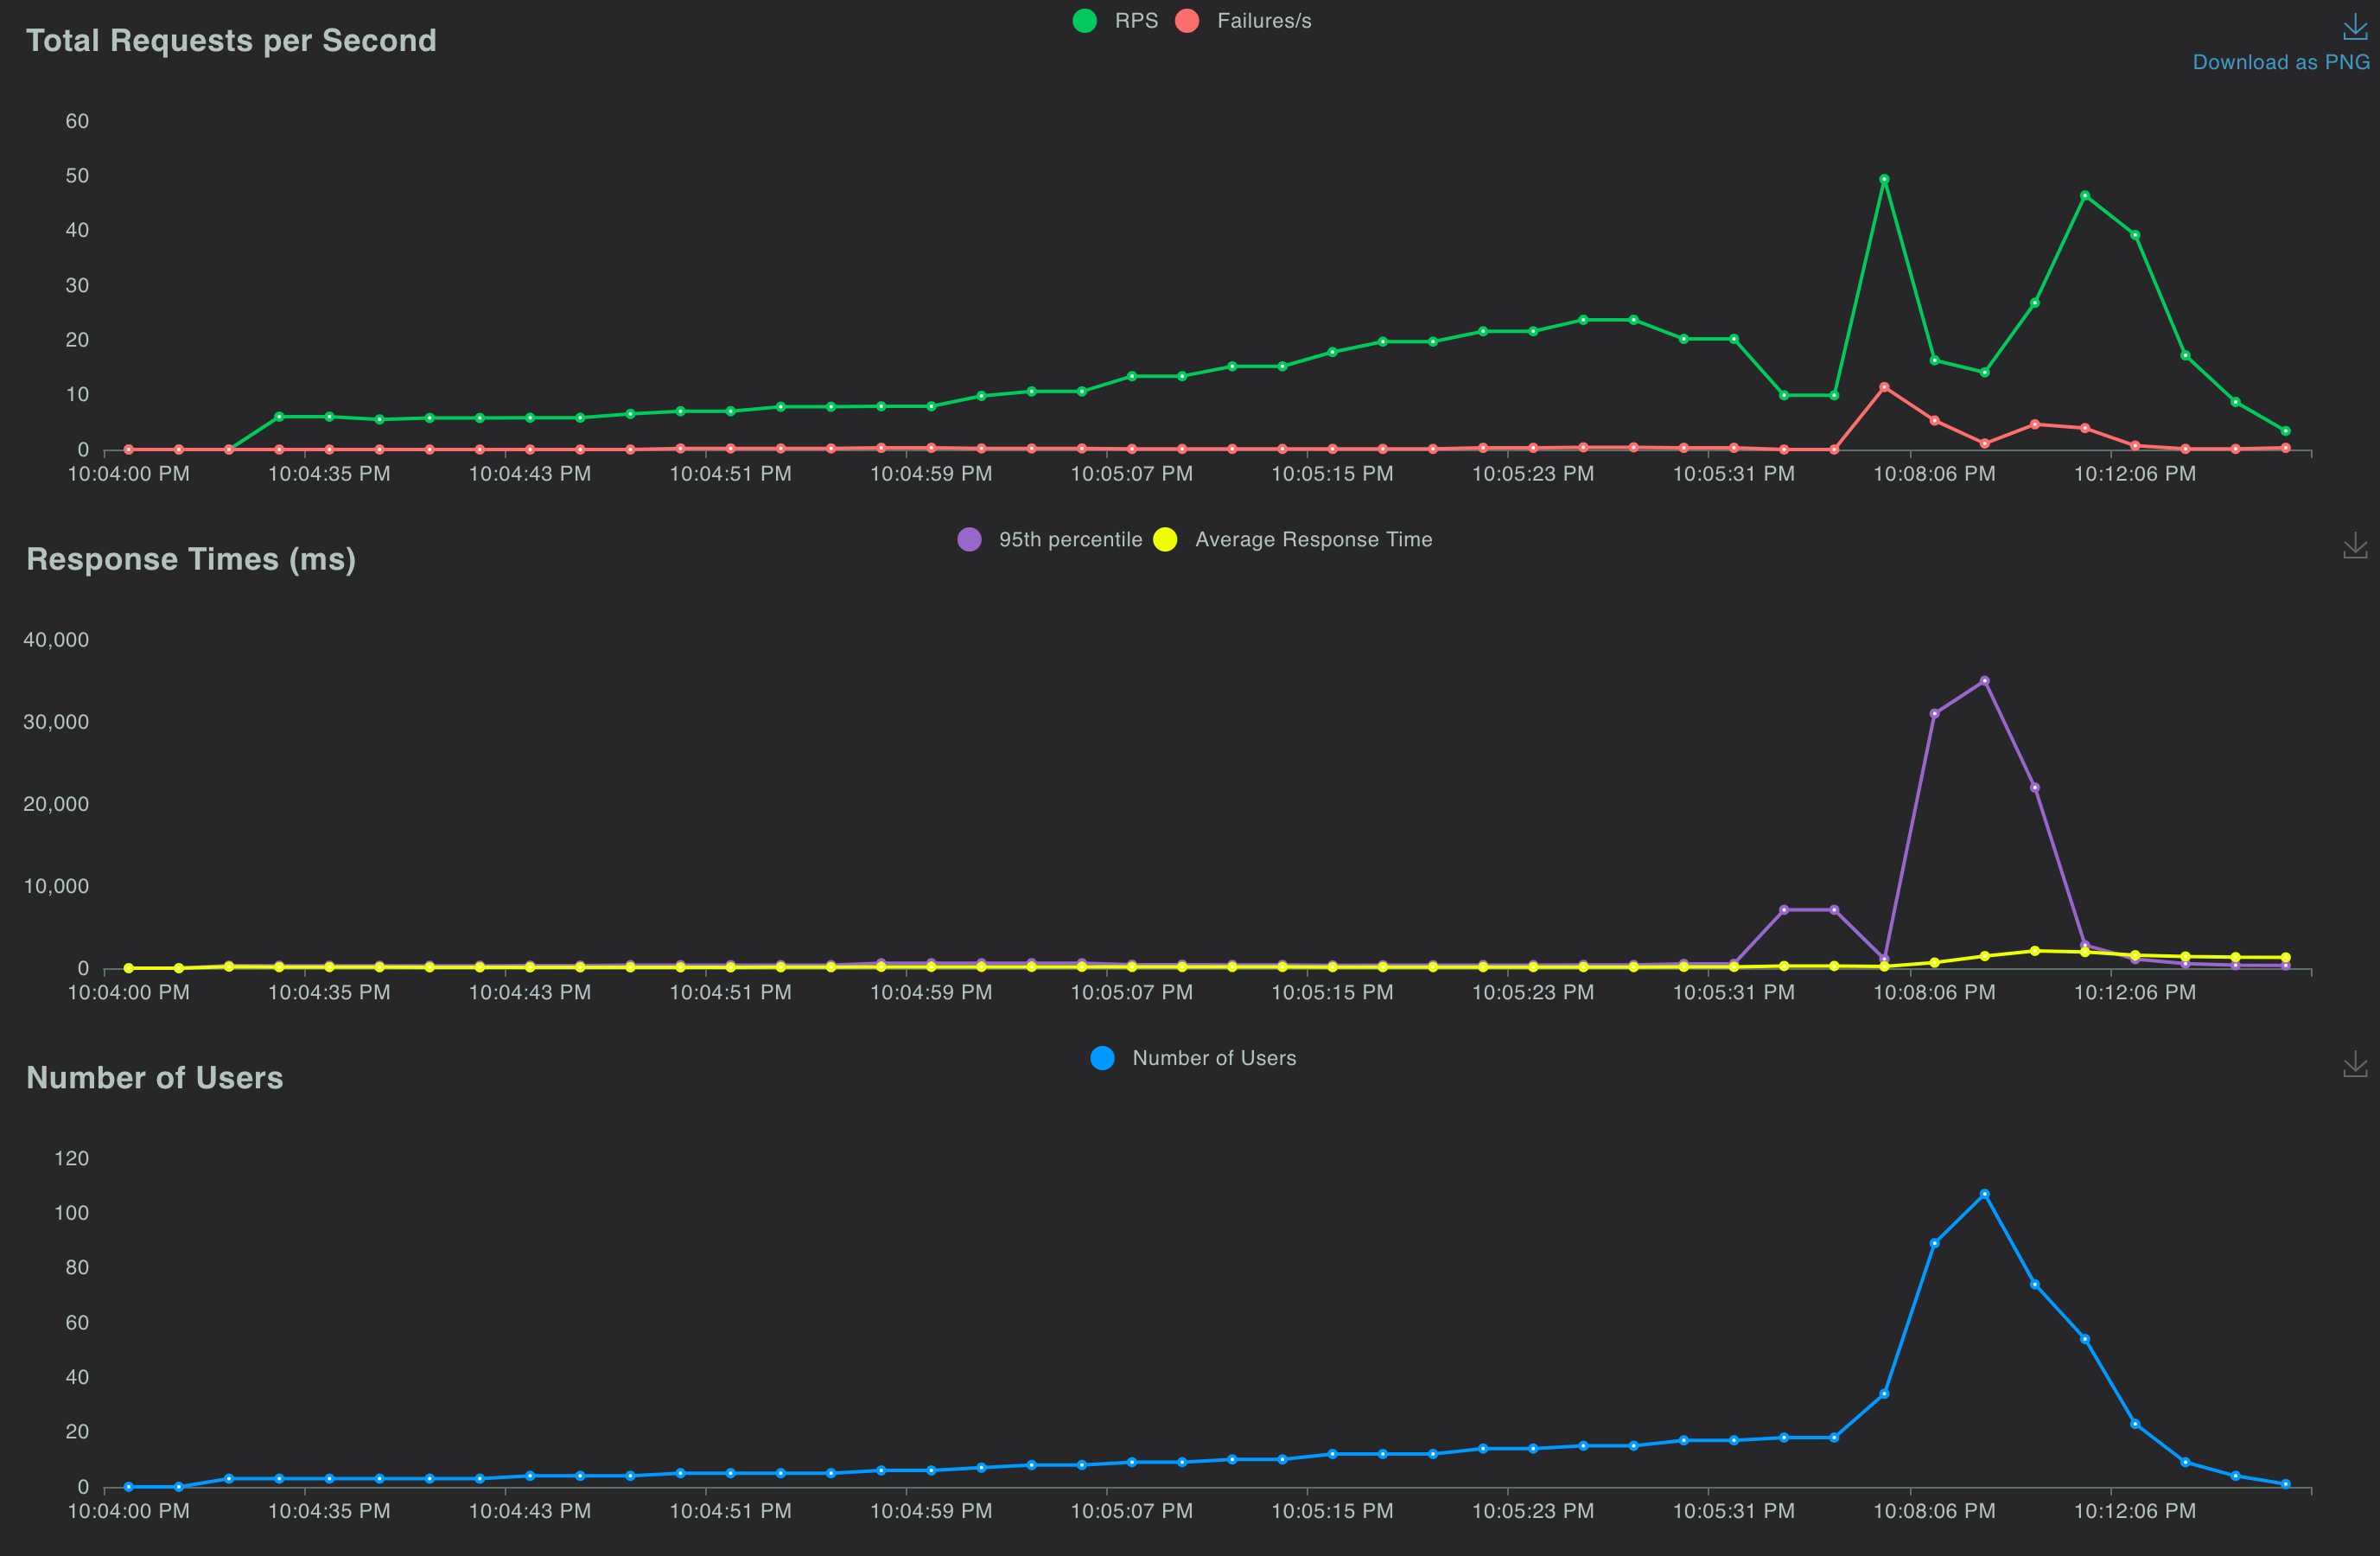 RPS Failures/s
Total Requests per Second
Download as PNG
60
50
40
30
20
10
0
10:04:00 PM 10:04:35 PM 10:04:43 PM 10:04:51 PM 10:04:59 PM 10:05:07 PM 10:05:15 PM 10:05:23 PM 10:05:31 PM 10:08:06 PM 10:12:06 PM
95th percentile Average Response Time
Response Times (ms)
40,000
30,000
20,000
10,000
0
10:04:00 PM 10:04:35 PM 10:04:43 PM 10:04:51 PM 10:04:59 PM 10:05:07 PM 10:05:15 PM 10:05:23 PM 10:05:31 PM 10:08:06 PM 10:12:06 PM
Number of Users
Number of Users
120
100
80
60
40
20
0
10:04:00 PM 10:04:35 PM 10:04:43 PM 10:04:51 PM 10:04:59 PM 10:05:07 PM 10:05:15 PM 10:05:23 PM 10:05:31 PM 10:08:06 PM 10:12:06 PM